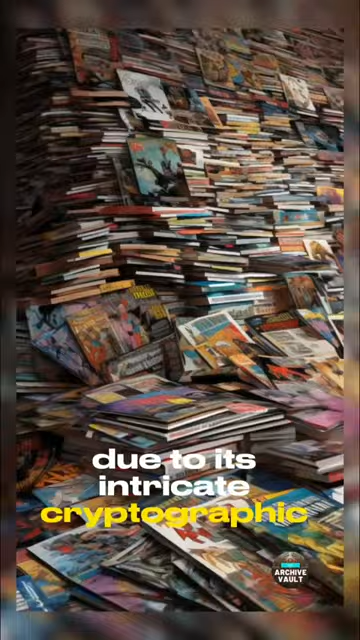 due to its
intricate
cryptographic
ARCHIVE
VAULT